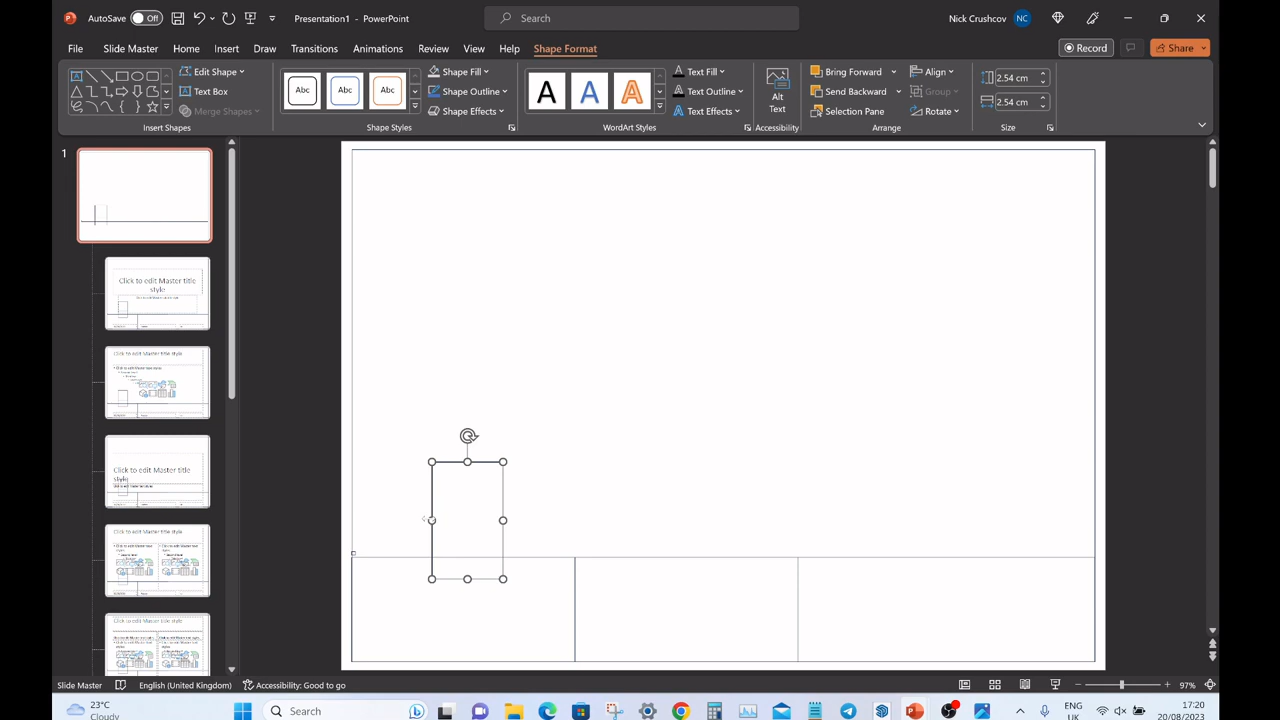 AutoSave Off Presentation1 - PowerPoint Search Nick Crushcov NC
File Slide Master Home Insert Draw Transitions Animations Review View Help Shape Format Record Share
Edit Shape
Text Box
Merge Shapes
Insert Shapes
Abc Abc Abc
Shape Fill
Shape Outline
Shape Effects
Shape Styles
A A A
Text Fill
Text Outline
Text Effects
WordArt Styles
Alt
Text
Accessibility
Bring Forward
Send Backward
Selection Pane
Align
Group
Rotate
Arrange
2.54 cm
2.54 cm
Size
1
Click to edit Master title
style
Click to edit Master title style
Click to edit Master title
style
Click to edit Master title style
Click to edit Master title style
Slide Master English (United Kingdom) Accessibility: Good to go 97%
23°C
Cloudy
Search
ENG
UK
17:20
20/08/2023